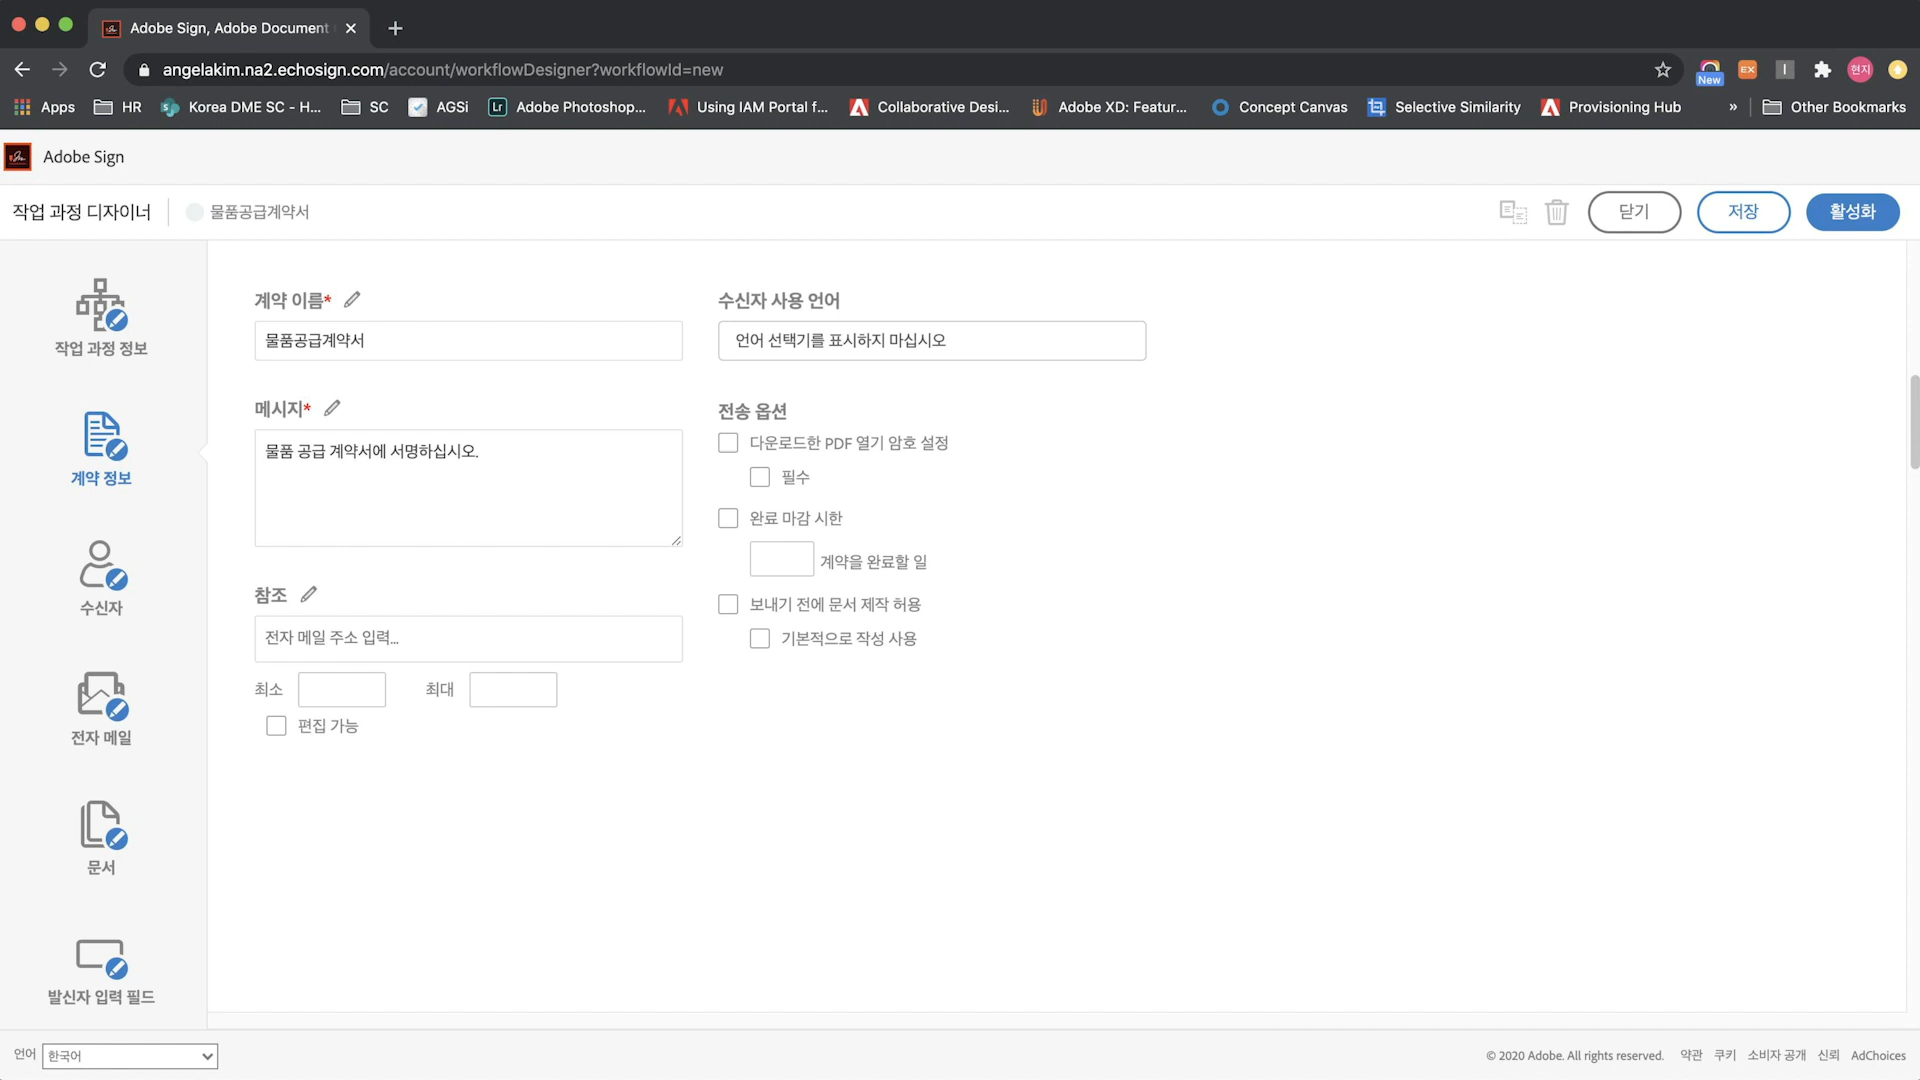 Adobe Sign, Adobe Document
angelakim.na2.echosign.com/account/workflowDesigner?workflowId=new
New
EX
현지
Apps
HR
Korea DME SC - H...
SC
AGSi
Lr
Adobe Photoshop...
Using IAM Portal f...
Collaborative Desi...
Adobe XD: Featur...
Concept Canvas
Selective Similarity
Provisioning Hub
»
Other Bookmarks
Adobe Sign
작업 과정 디자이너
물품공급계약서
닫기
저장
활성화
작업 과정 정보
계약 정보
수신자
전자 메일
문서
발신자 입력 필드
계약 이름*
물품공급계약서
메시지*
물품 공급 계약서에 서명하십시오.
참조
전자 메일 주소 입력...
최소
최대
편집 가능
수신자 사용 언어
언어 선택기를 표시하지 마십시오
전송 옵션
다운로드한 PDF 열기 암호 설정
필수
완료 마감 시한
계약을 완료할 일
보내기 전에 문서 제작 허용
기본적으로 작성 사용
언어
한국어
© 2020 Adobe. All rights reserved.
약관
쿠키
소비자 공개
신뢰
AdChoices